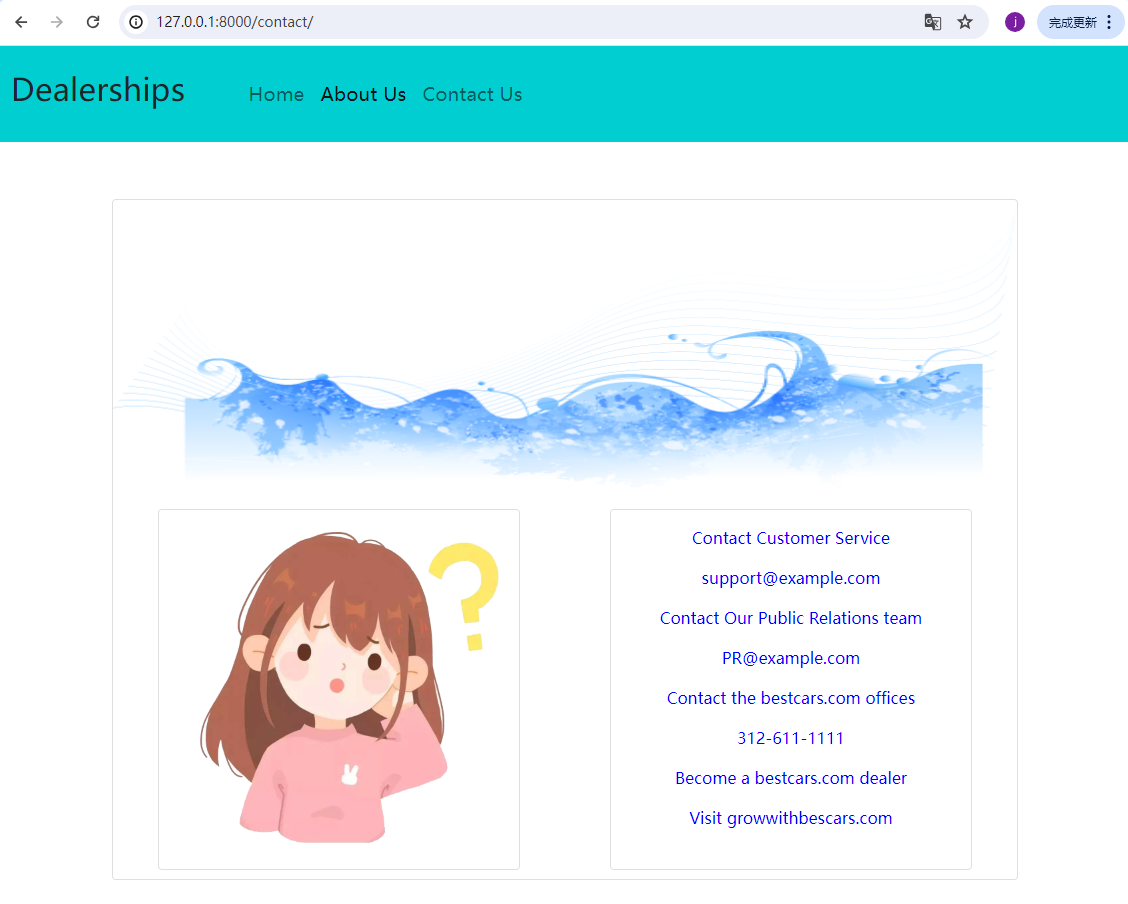 127.0.0.1:8000/contact/
j
完成更新
Dealerships
Home About Us Contact Us
?
Contact Customer Service
support@example.com
Contact Our Public Relations team
PR@example.com
Contact the bestcars.com offices
312-611-1111
Become a bestcars.com dealer
Visit growwithbescars.com